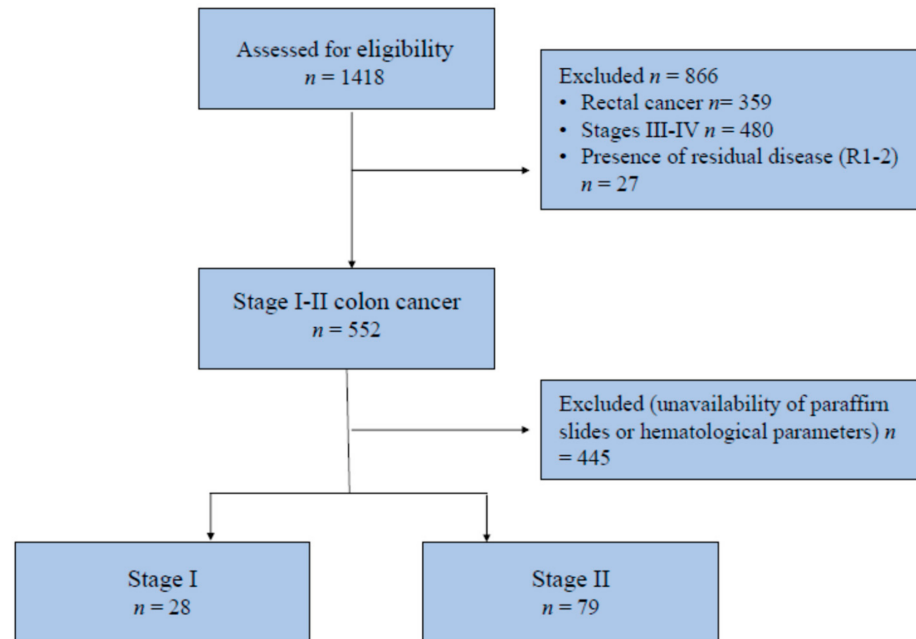 Assessed for eligibility
n = 1418
Excluded n = 866
• Rectal cancer n= 359
• Stages III-IV n = 480
• Presence of residual disease (R1-2)
n = 27
Stage I-II colon cancer
n = 552
Excluded (unavailability of paraffirn
slides or hematological parameters) n
= 445
Stage I
n = 28
Stage II
n = 79